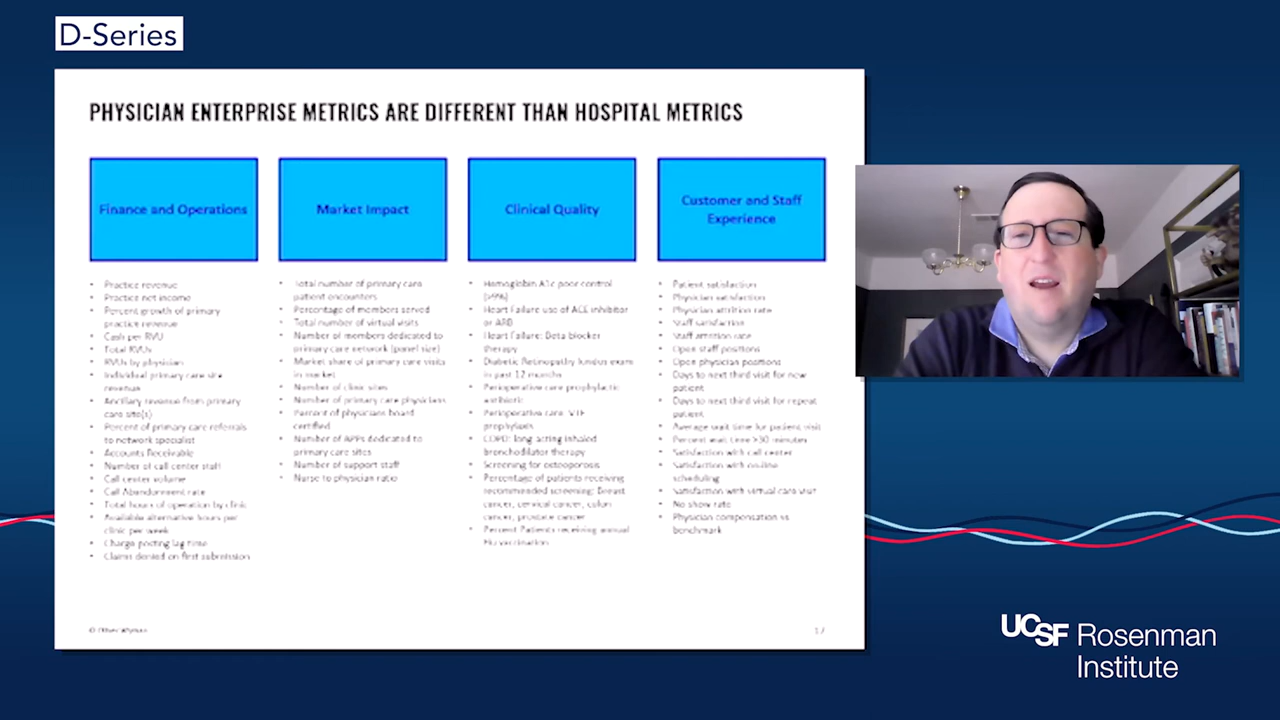 D-Series
PHYSICIAN ENTERPRISE METRICS ARE DIFFERENT THAN HOSPITAL METRICS
Finance and Operations
• Practice revenue
• Practice net income
• Percent growth of primary
practice revenue
• Cash per RVU
• Total RVUs
• RVUs by physician
• Individual primary care site
revenue
• Ancillary revenue from primary
care site(s)
• Percent of primary care referrals
to network specialist
• Accounts Receivable
• Number of call center staff
• Call center volume
• Call Abandonment rate
• Total hours of operation by clinic
• Available alternative hours per
clinic per week
• Charge posting lag time
• Claims denied on first submission
Market Impact
• Total number of primary care
patient encounters
• Percentage of members served
• Total number of virtual visits
• Number of members dedicated to
primary care network (panel size)
• Market share of primary care visits
in market
• Number of clinic sites
• Number of primary care physicians
• Percent of physicians board
certified
• Number of APPs dedicated to
primary care sites
• Number of support staff
• Nurse to physician ratio
Clinical Quality
• Hemoglobin A1c poor control
(>9%)
• Heart Failure use of ACE inhibitor
or ARB
• Heart Failure: Beta blocker
therapy
• Diabetic Retinopathy fundus exam
in past 12 months
• Perioperative care prophylactic
antibiotic
• Perioperative care: VTE
prophylaxis
• COPD: long acting inhaled
bronchodilator therapy
• Screening for osteoporosis
• Percentage of patients receiving
recommended screening: Breast
cancer, cervical cancer, colon
cancer, prostate cancer
• Percent Patients receiving annual
Flu vaccination
Customer and Staff
Experience
• Patient satisfaction
• Physician satisfaction
• Physician attrition rate
• Staff satisfaction
• Staff attrition rate
• Open staff positions
• Open physician positions
• Days to next third visit for new
patient
• Days to next third visit for repeat
patient
• Average wait time for patient visit
• Percent wait time >30 minutes
• Satisfaction with call center
• Satisfaction with on-line
scheduling
• Satisfaction with virtual care visit
• No show rate
• Physician compensation vs
benchmark
© Oliver Wyman
17
UCSF Rosenman
Institute